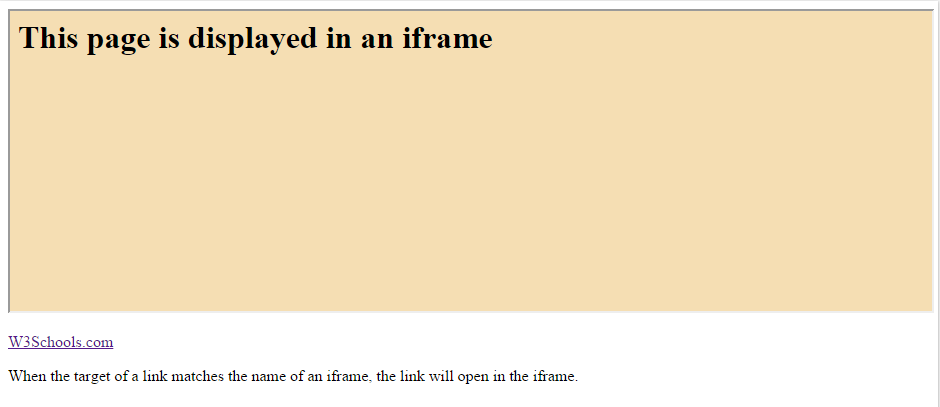 This page is displayed in an iframe
W3Schools.com
When the target of a link matches the name of an iframe, the link will open in the iframe.